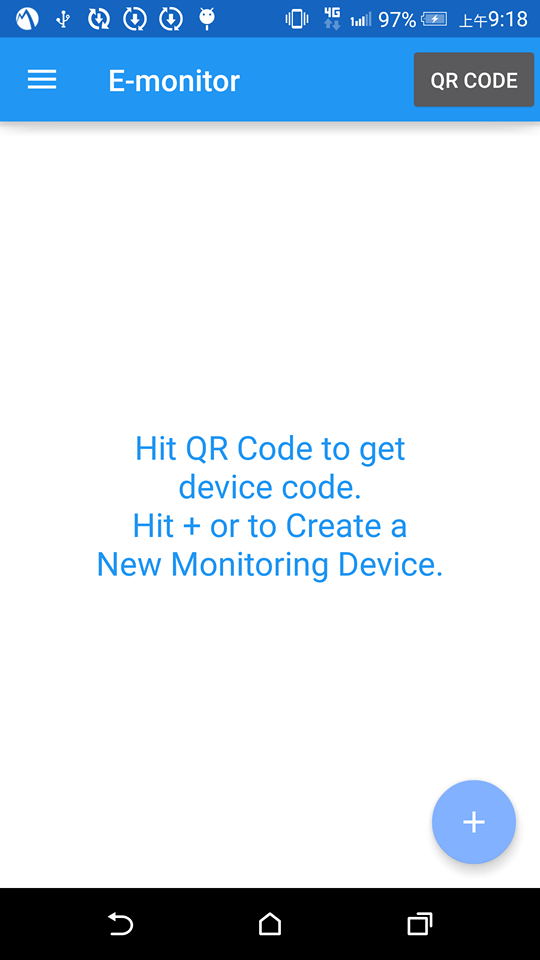 4G 97% 上午9:18
E-monitor QR CODE
Hit QR Code to get
device code.
Hit + or to Create a
New Monitoring Device.
+